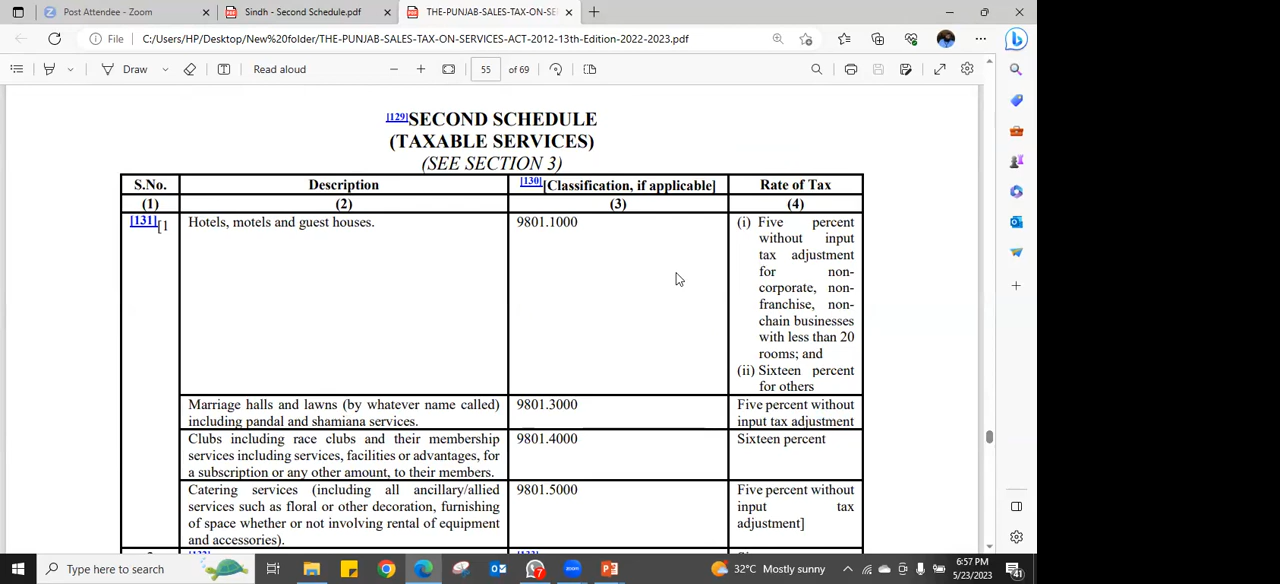 Post Attendee - Zoom
Sindh - Second Schedule.pdf
THE-PUNJAB-SALES-TAX-ON-SE
File
C:/Users/HP/Desktop/New%20folder/THE-PUNJAB-SALES-TAX-ON-SERVICES-ACT-2012-13th-Edition-2022-2023.pdf
Draw
Read aloud
55
of 69
[129]SECOND SCHEDULE
(TAXABLE SERVICES)
(SEE SECTION 3)
S.No.
Description
[130][Classification, if applicable]
Rate of Tax
(1)
(2)
(3)
(4)
[131][1
Hotels, motels and guest houses.
9801.1000
(i) Five percent
without input
tax adjustment
for non-
corporate, non-
franchise, non-
chain businesses
with less than 20
rooms; and
(ii) Sixteen percent
for others
Marriage halls and lawns (by whatever name called)
including pandal and shamiana services.
9801.3000
Five percent without
input tax adjustment
Clubs including race clubs and their membership
services including services, facilities or advantages, for
a subscription or any other amount, to their members.
9801.4000
Sixteen percent
Catering services (including all ancillary/allied
services such as floral or other decoration, furnishing
of space whether or not involving rental of equipment
and accessories).
9801.5000
Five percent without
input tax
adjustment]
Type here to search
32°C Mostly sunny
6:57 PM
5/23/2023